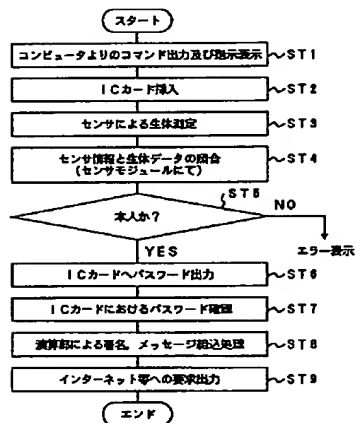 スタート
コンピュータよりのコマンド出力及び指示表示
ST1
ICカード挿入
ST2
センサによる生体測定
ST3
センサ情報と生体データの照合
(センサモジュールにて)
ST4
ST5
本人か?
NO
エラー表示
YES
ICカードへパスワード出力
ST6
ICカードにおけるパスワード確認
ST7
演算部による署名,メッセージ組込処理
ST8
インターネット等への要求出力
ST9
エンド